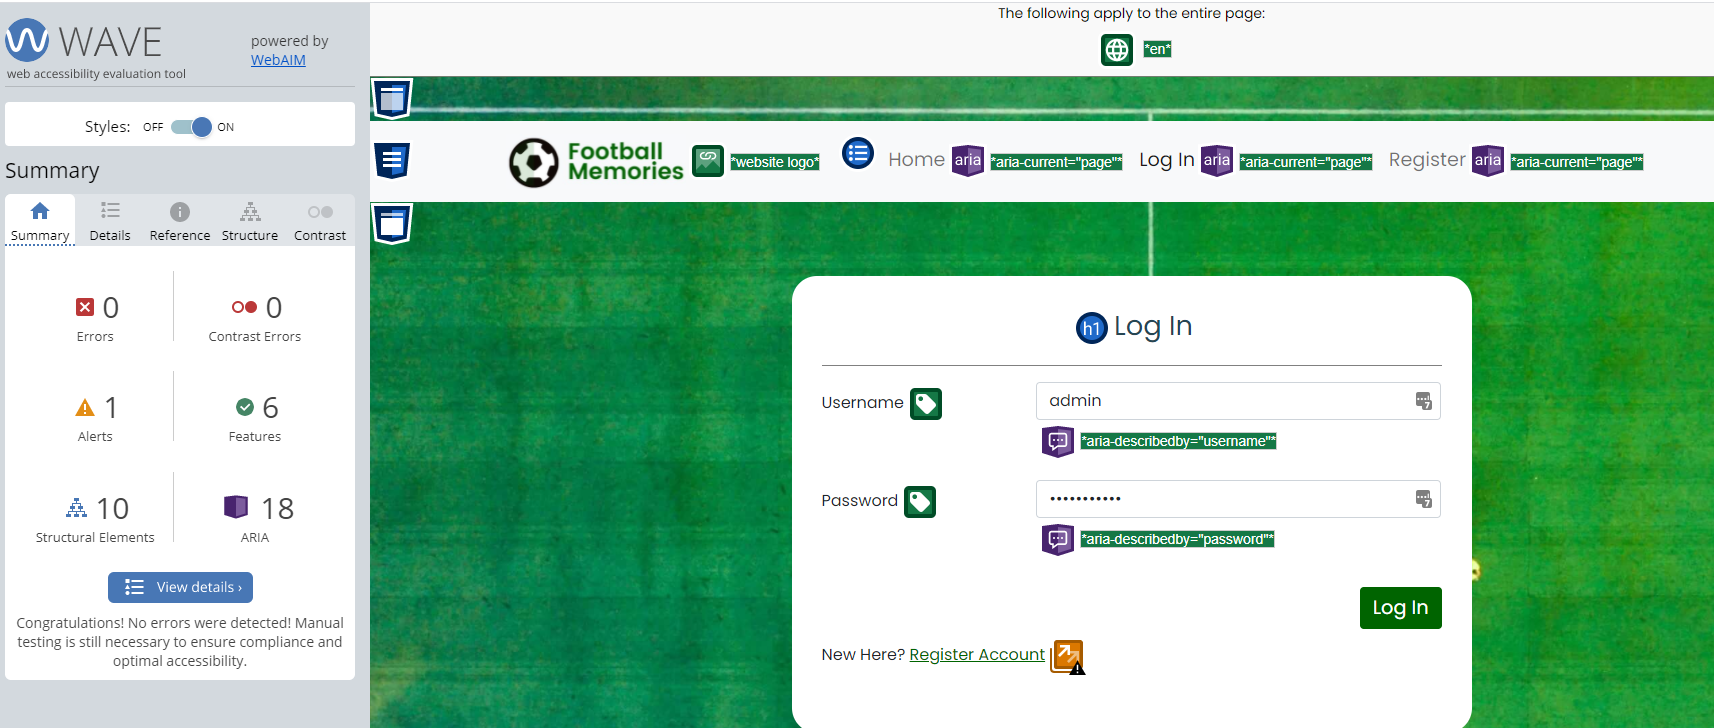 WAVE
web accessibility evaluation tool
powered by
WebAIM
Styles: OFF ON
Summary
Summary Details Reference Structure Contrast
0
Errors
0
Contrast Errors
1
Alerts
6
Features
10
Structural Elements
18
ARIA
View details ›
Congratulations! No errors were detected! Manual
testing is still necessary to ensure compliance and
optimal accessibility.
The following apply to the entire page:
*en*
Football
Memories
*website logo*
Home aria *aria-current="page"* Log In aria *aria-current="page"* Register aria *aria-current="page"*
h1 Log In
Username admin
*aria-describedby="username"*
Password •••••••••••
*aria-describedby="password"*
Log In
New Here? Register Account